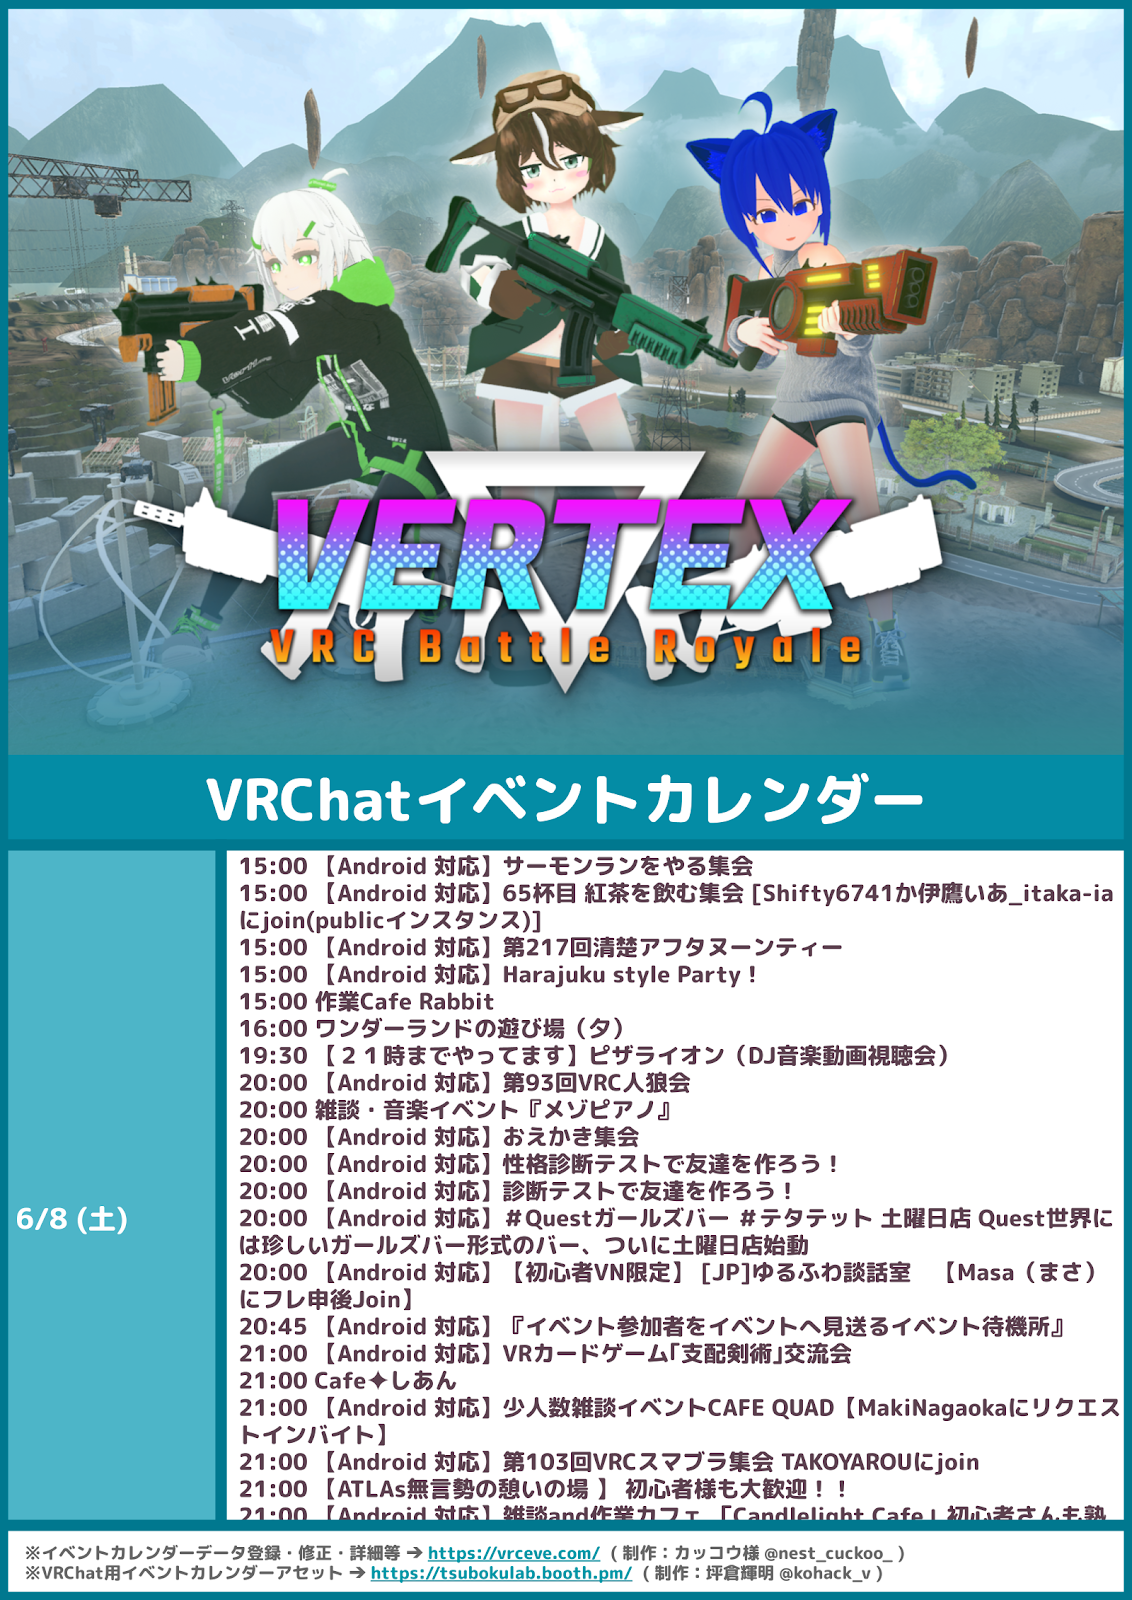 VERTEX
VRC Battle Royale
VRChatイベントカレンダー
6/8 (土)
15:00 【Android 対応】サーモンランをやる集会
15:00 【Android 対応】65杯目 紅茶を飲む集会 [Shifty6741か伊鷹いあ_itaka-ia
にjoin(publicインスタンス)]
15:00 【Android 対応】第217回清楚アフタヌーンティー
15:00 【Android 対応】Harajuku style Party！
15:00 作業Cafe Rabbit
16:00 ワンダーランドの遊び場（夕）
19:30 【２１時までやってます】ピザライオン（DJ音楽動画視聴会）
20:00 【Android 対応】第93回VRC人狼会
20:00 雑談・音楽イベント『メゾピアノ』
20:00 【Android 対応】おえかき集会
20:00 【Android 対応】性格診断テストで友達を作ろう！
20:00 【Android 対応】診断テストで友達を作ろう！
20:00 【Android 対応】＃Questガールズバー ＃テタテット 土曜日店 Quest世界に
は珍しいガールズバー形式のバー、ついに土曜日店始動
20:00 【Android 対応】【初心者VN限定】 [JP]ゆるふわ談話室　【Masa（まさ）
にフレ申後Join】
20:45 【Android 対応】『イベント参加者をイベントへ見送るイベント待機所』
21:00 【Android 対応】VRカードゲーム｢支配剣術｣交流会
21:00 Cafe✦しあん
21:00 【Android 対応】少人数雑談イベントCAFE QUAD【MakiNagaokaにリクエス
トインバイト】
21:00 【Android 対応】第103回VRCスマブラ集会 TAKOYAROUにjoin
21:00 【ATLAs無言勢の憩いの場 】 初心者様も大歓迎！！
21:00 【Android 対応】雑談and作業カフェ 「Candlelight Cafe」初心者さんも熟
※イベントカレンダーデータ登録・修正・詳細等 ➔ https://vrceve.com/ （ 制作：カッコウ様 @nest_cuckoo_ ）
※VRChat用イベントカレンダーアセット ➔ https://tsubokulab.booth.pm/ （ 制作：坪倉輝明 @kohack_v ）